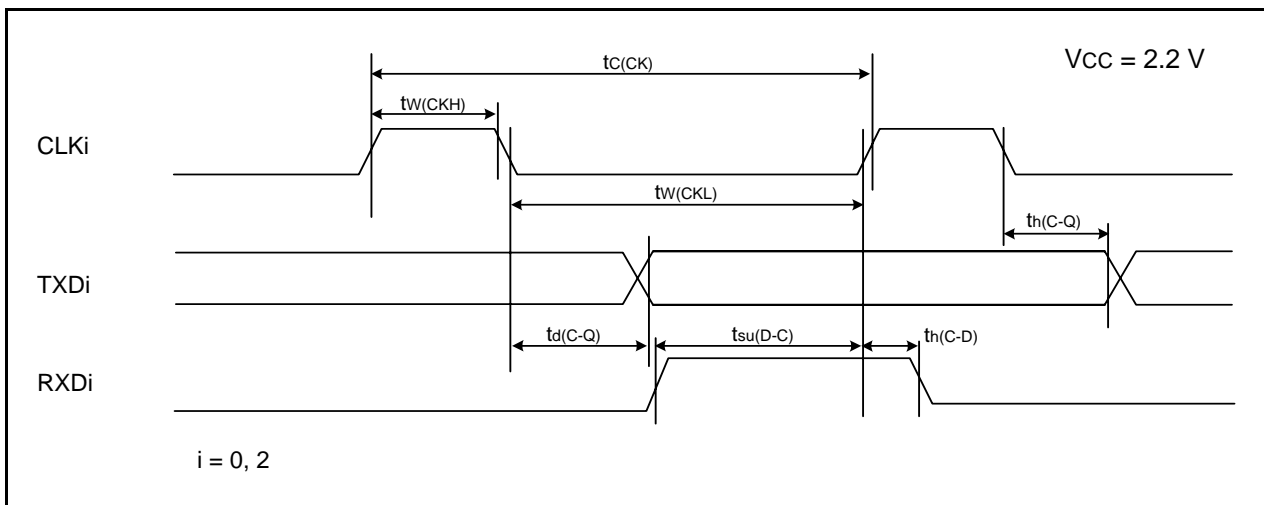 tC(CK)
VCC = 2.2 V
tW(CKH)
CLKi
tW(CKL)
th(C-Q)
TXDi
td(C-Q)
tsu(D-C)
th(C-D)
RXDi
i = 0, 2